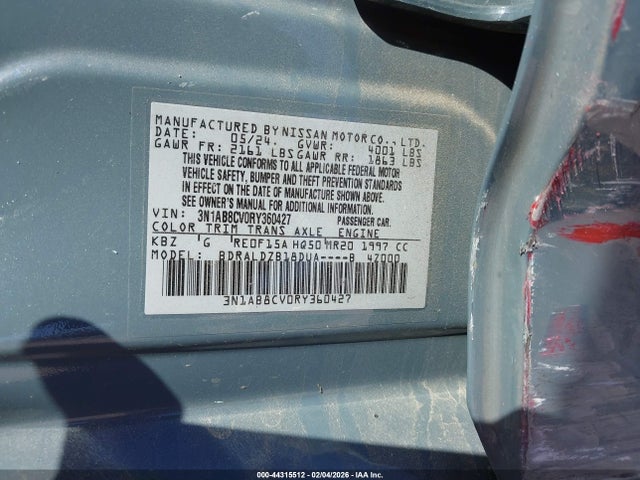 MANUFACTURED BY NISSAN MOTOR CO., LTD.
DATE: 05/24. GVWR: 4001 LBS
GAWR FR: 2161 LBS GAWR RR: 1863 LBS
THIS VEHICLE CONFORMS TO ALL APPLICABLE FEDERAL MOTOR
VEHICLE SAFETY, BUMPER AND THEFT PREVENTION STANDARDS
IN EFFECT ON THE DATE OF MANUFACTURE SHOWN ABOVE.
SEE OWNER'S MANUAL FOR ADDITIONAL INFORMATION.
VIN: 3N1AB8CV0RY360427 PASSENGER CAR.
COLOR TRIM TRANS AXLE ENGINE
KBZ G RE0F15A HQ50 MR20 1997 CC
MODEL: BDRALDZB18DUA----B 4Z000
3N1AB8CV0RY360427
000-44315512 - 02/04/2026 - IAA Inc.